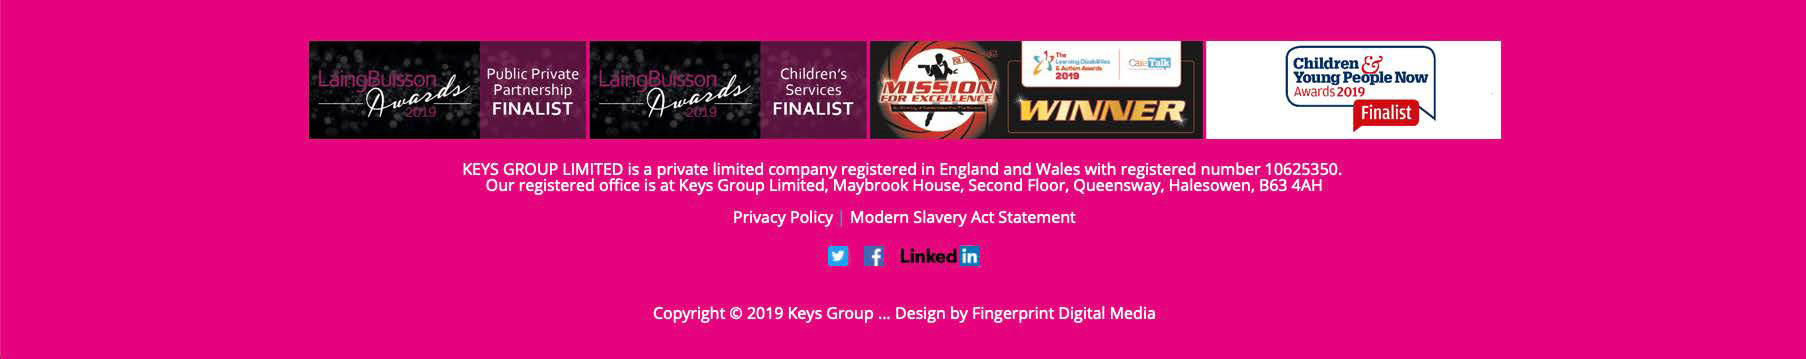 LaingBuisson
Awards
2019
Public Private
Partnership
FINALIST
LaingBuisson
Awards
2019
Children's
Services
FINALIST
MISSION
FOR EXCELLENCE
The
Learning Disabilities
& Autism Awards
2019
CareTalk
WINNER
Children &
Young People Now
Awards 2019
Finalist
KEYS GROUP LIMITED is a private limited company registered in England and Wales with registered number 10625350.
Our registered office is at Keys Group Limited, Maybrook House, Second Floor, Queensway, Halesowen, B63 4AH
Privacy Policy | Modern Slavery Act Statement
Linked in
Copyright © 2019 Keys Group ... Design by Fingerprint Digital Media